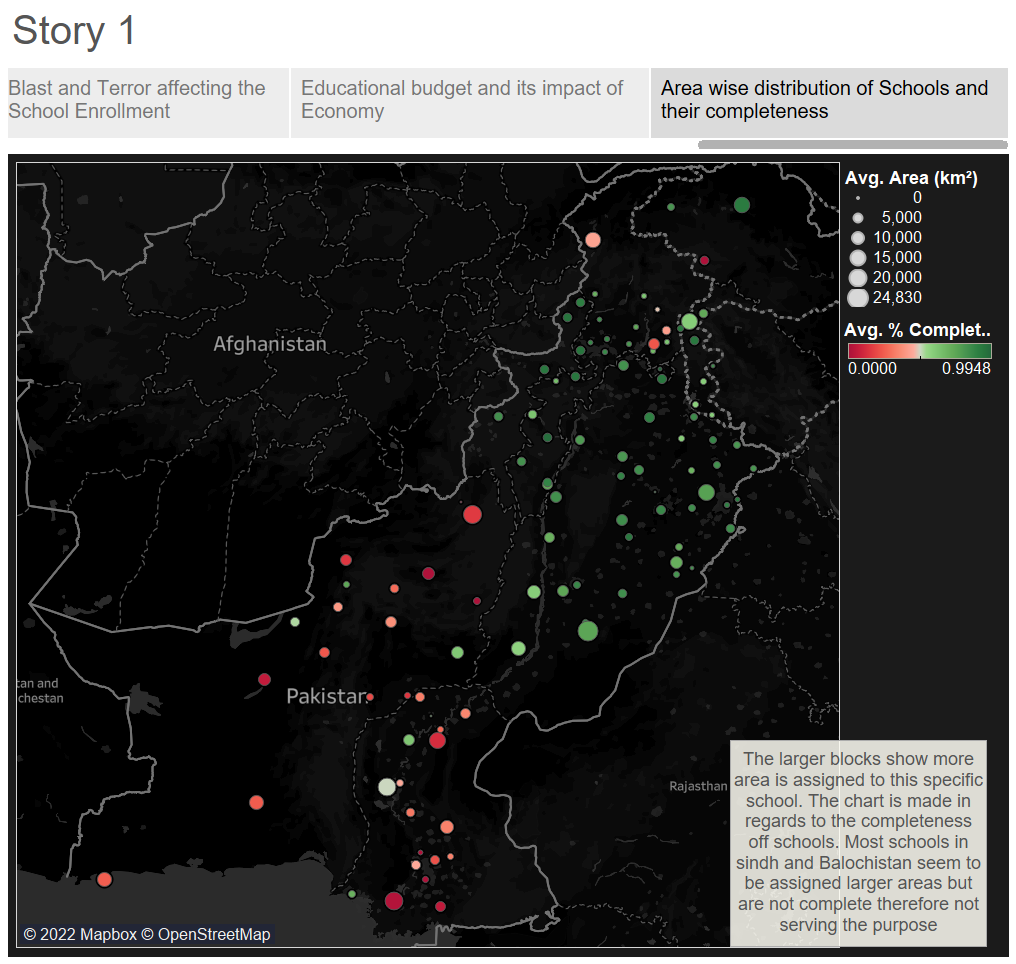 Story 1
Blast and Terror affecting the
School Enrollment
Educational budget and its impact of
Economy
Area wise distribution of Schools and
their completeness
Avg. Area (km²)
0
5,000
10,000
15,000
20,000
24,830
Avg. % Complet..
0.0000 0.9948
Afghanistan
Pakistan
tan and
chestan
Rajasthan
The larger blocks show more
area is assigned to this specific
school. The chart is made in
regards to the completeness
off schools. Most schools in
sindh and Balochistan seem to
be assigned larger areas but
are not complete therefore not
serving the purpose
© 2022 Mapbox © OpenStreetMap